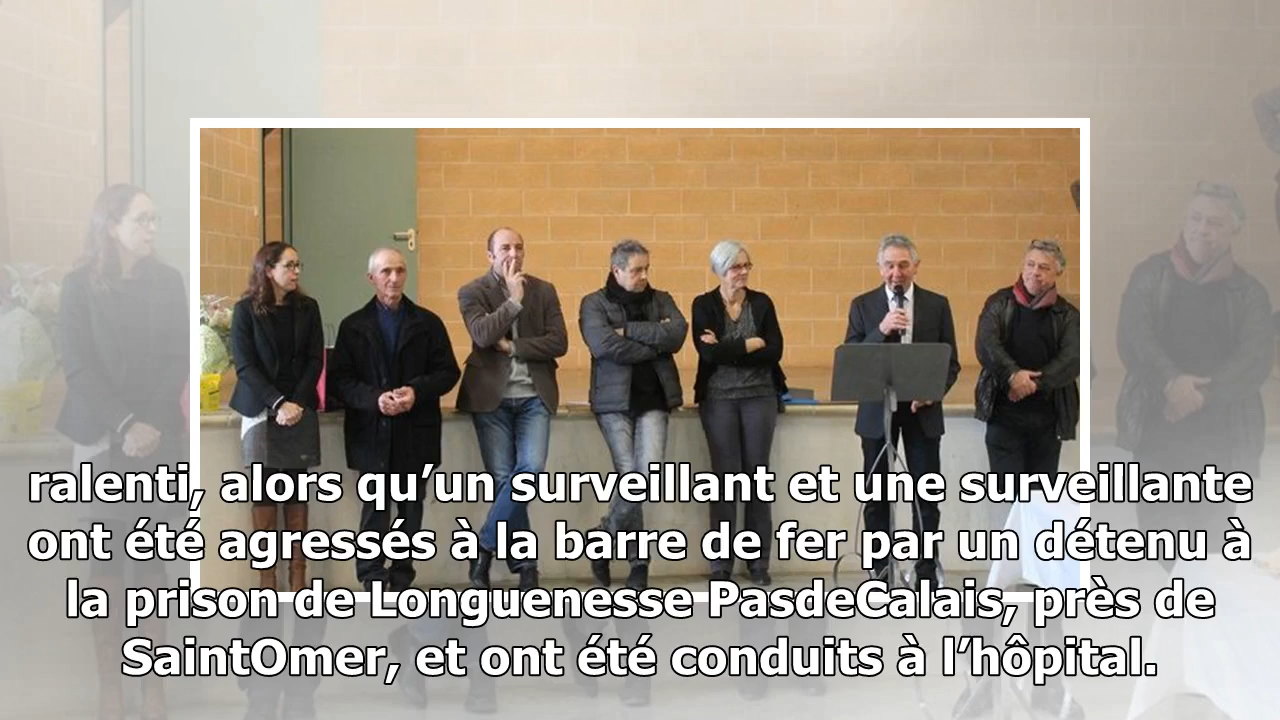 ralenti, alors qu’un surveillant et une surveillante
ont été agressés à la barre de fer par un détenu à
la prison de Longuenesse PasdeCalais, près de
SaintOmer, et ont été conduits à l’hôpital.